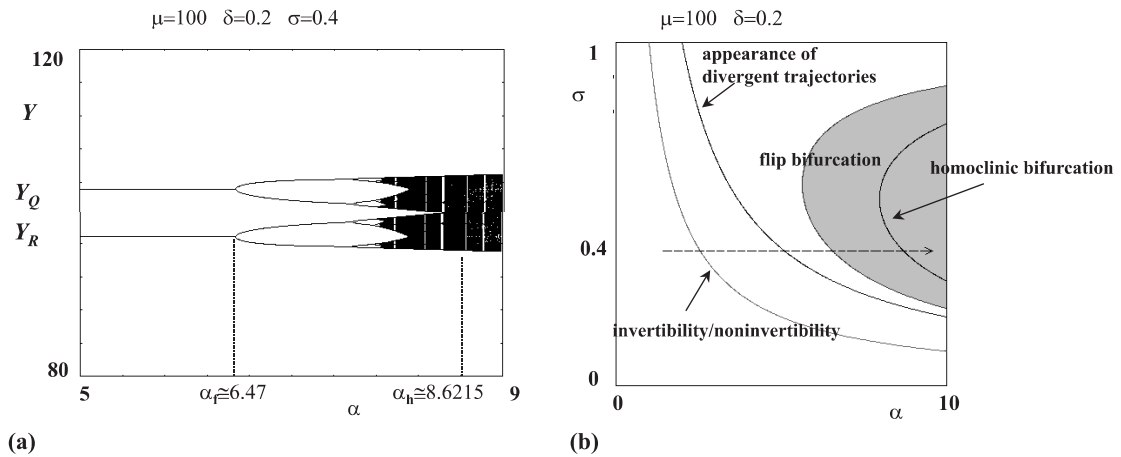 μ=100 δ=0.2 σ=0.4
120
Y
Y_Q
Y_R
80
5
α_f≅6.47
α_h≅8.6215
9
α
(a)
μ=100 δ=0.2
1
σ
0.4
0
appearance of
divergent trajectories
flip bifurcation
homoclinic bifurcation
invertibility/noninvertibility
0
α
10
(b)